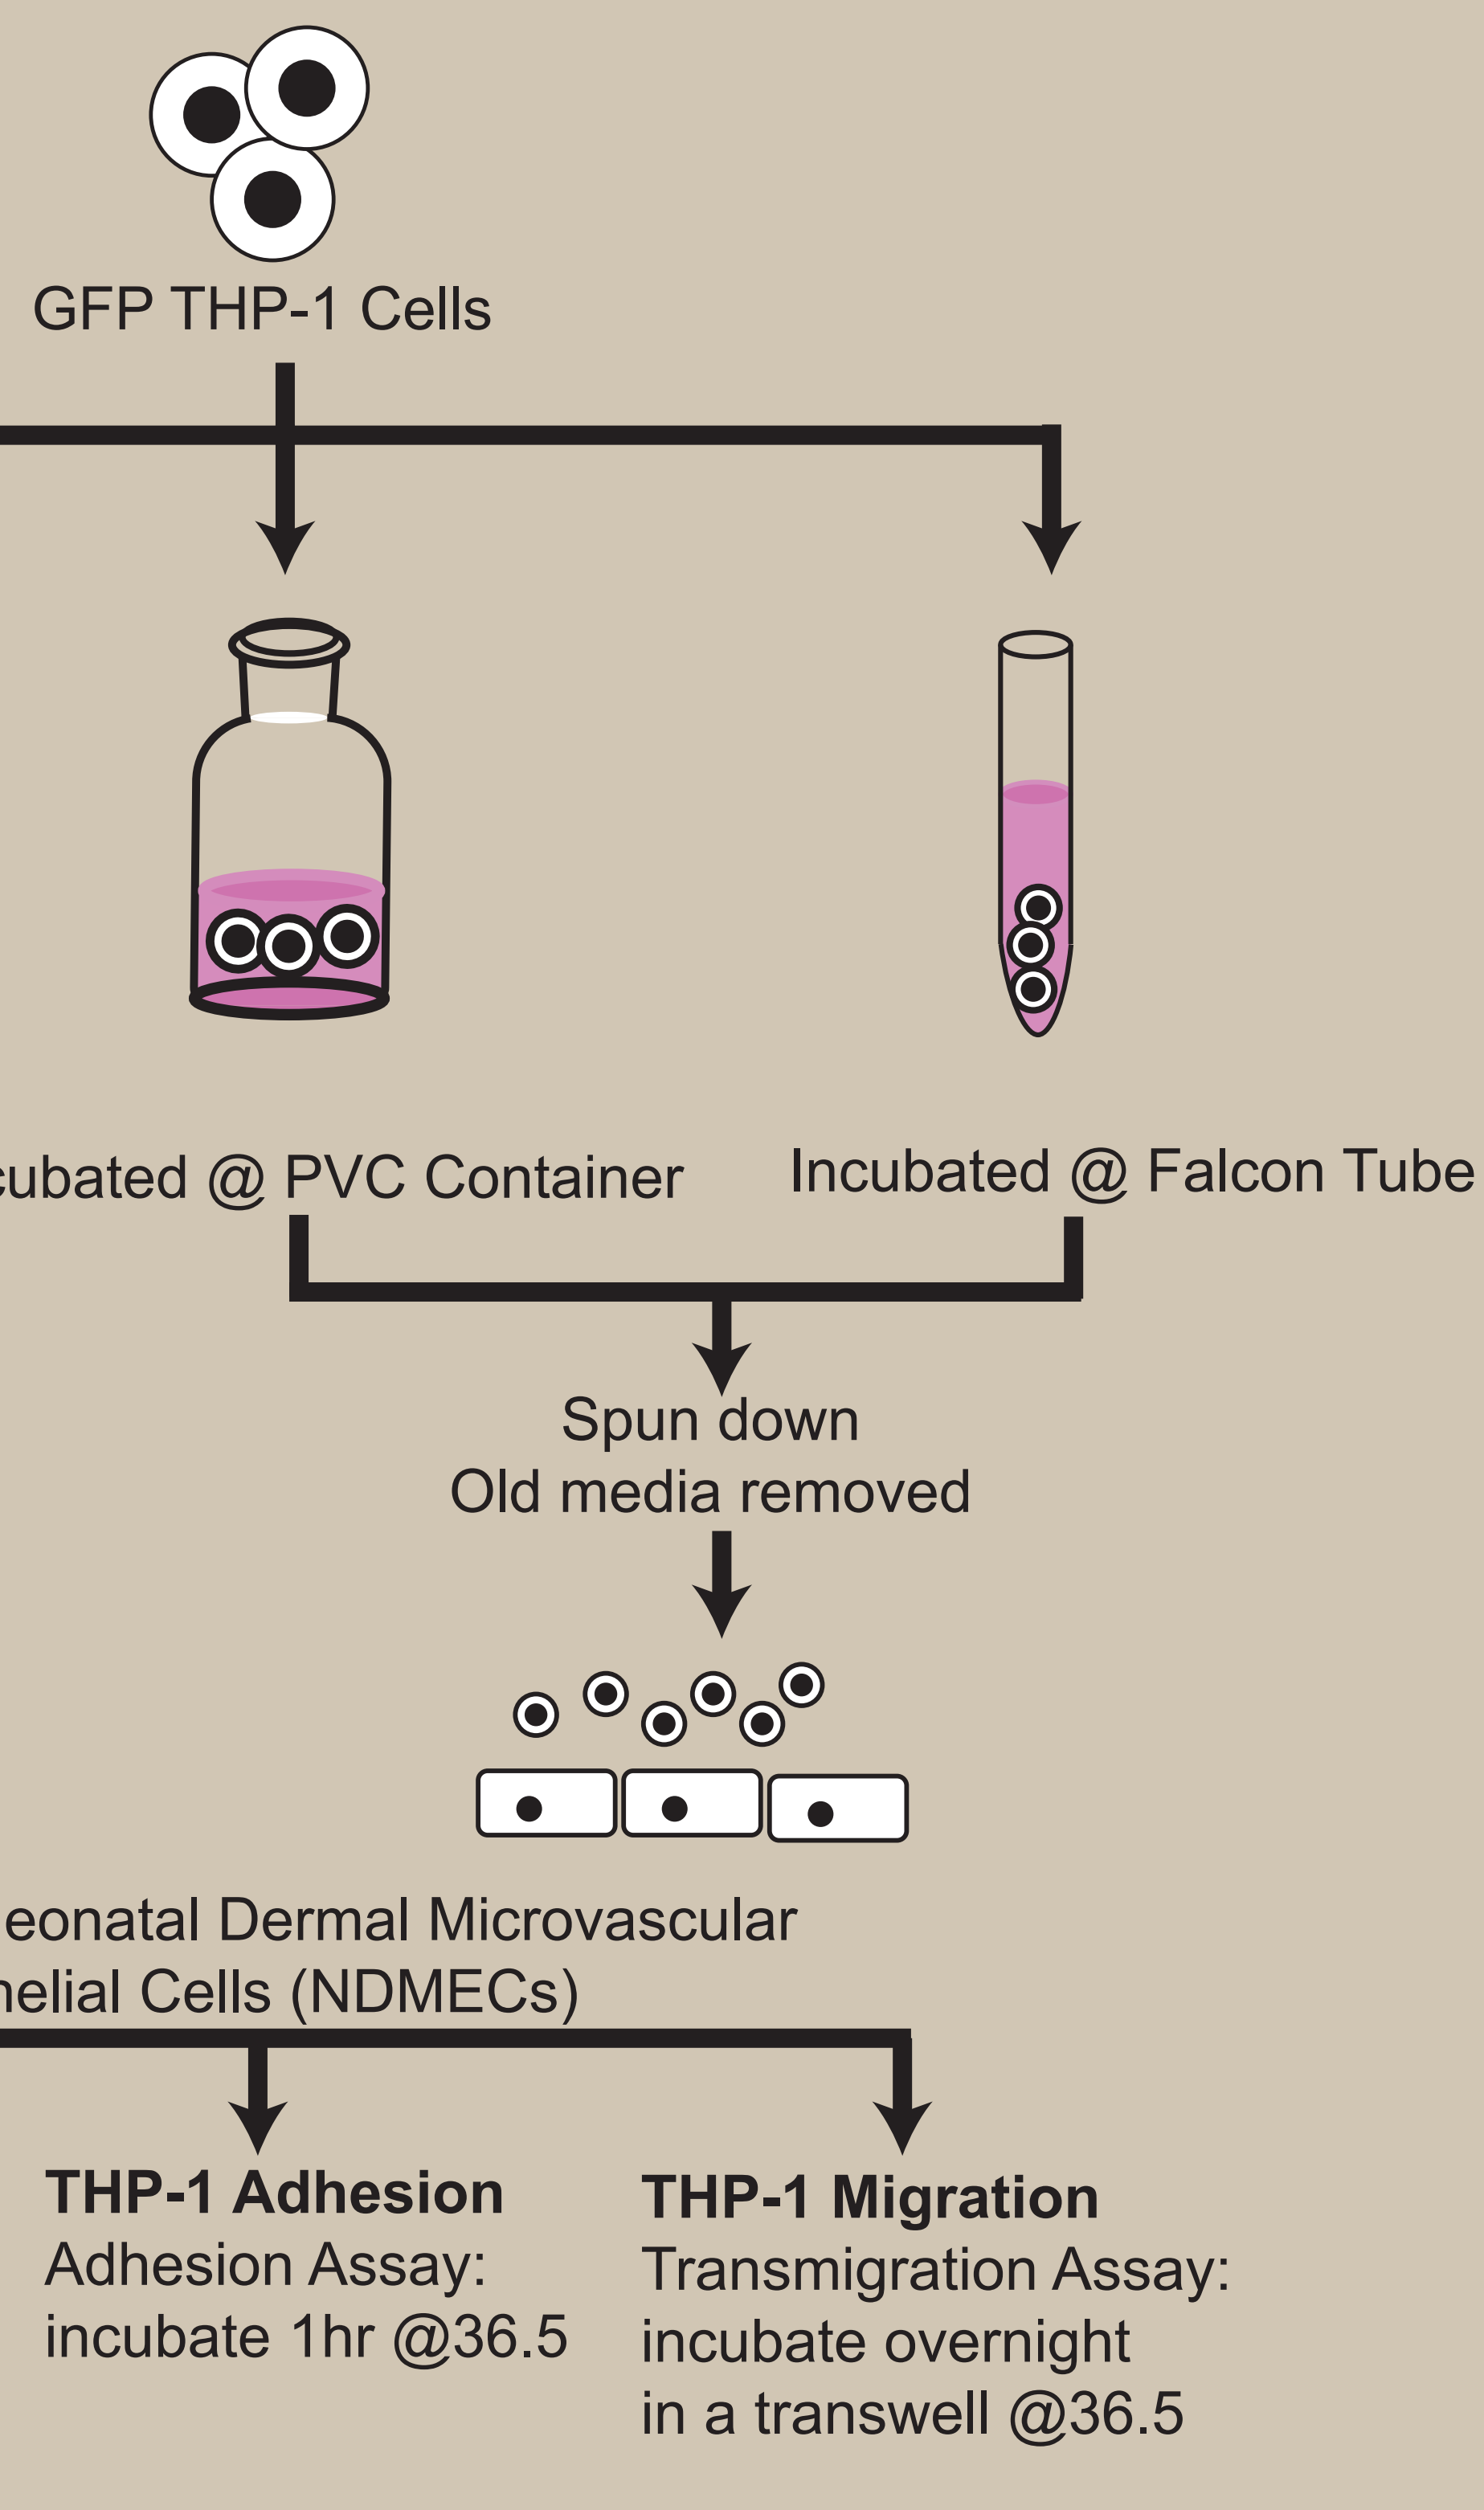 GFP THP-1 Cells
cubated @ PVC Container
Incubated @ Falcon Tube
Spun down
Old media removed
eonatal Dermal Microvascular
helial Cells (NDMECs)
THP-1 Adhesion
Adhesion Assay:
incubate 1hr @36.5
THP-1 Migration
Transmigration Assay:
incubate overnight
in a transwell @36.5